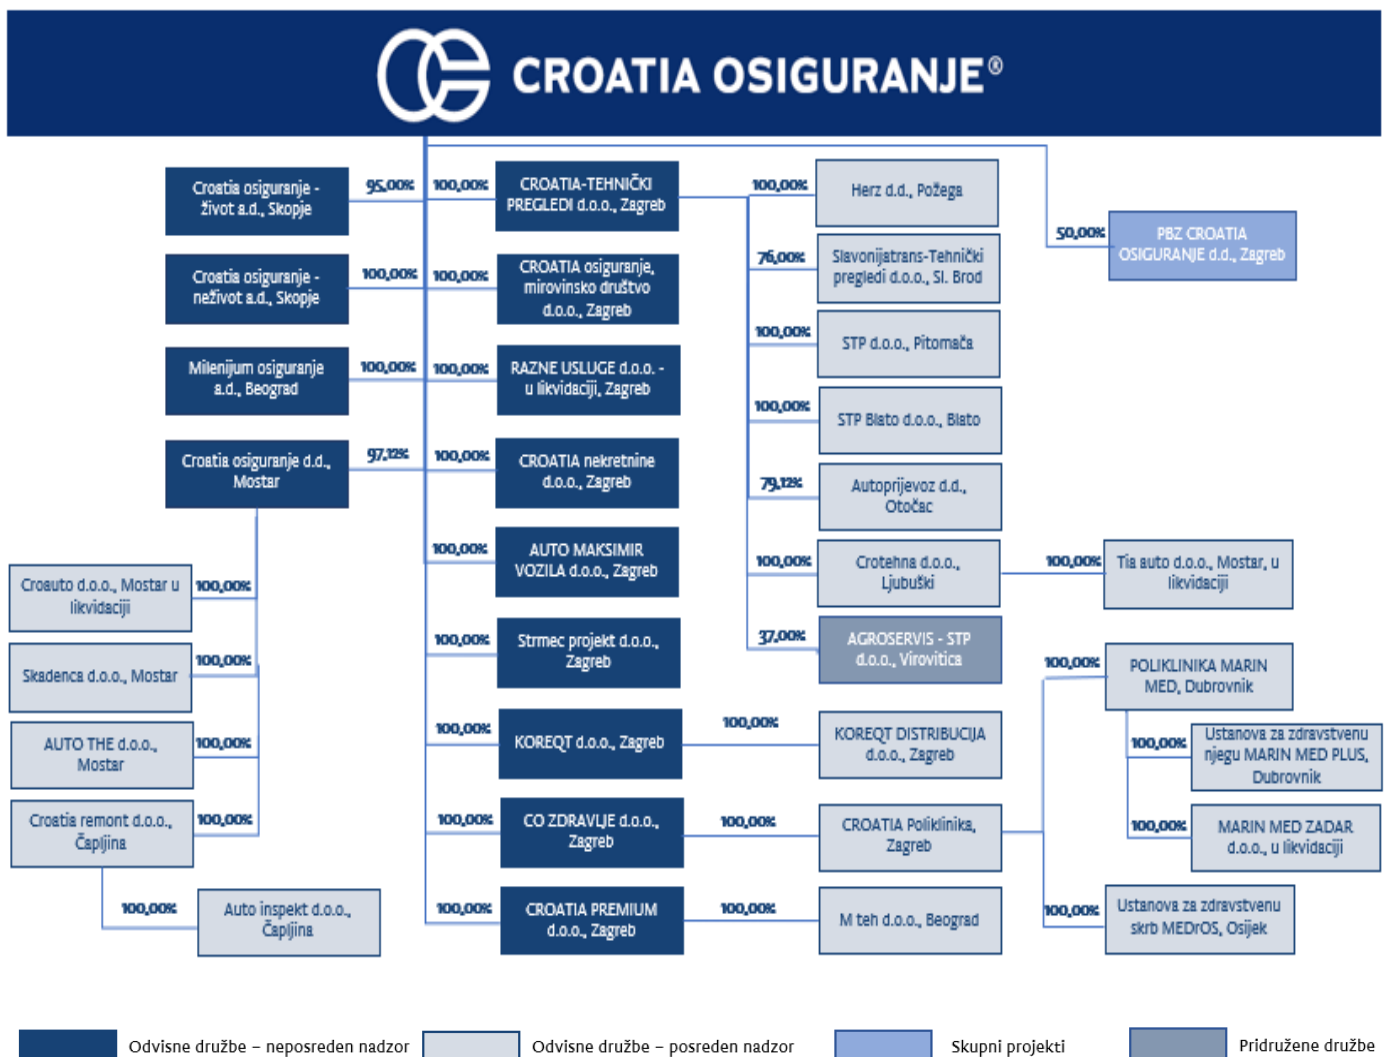 CROATIA OSIGURANJE®
Croatia osiguranje -
život a.d., Skopje
95,00%
Croatia osiguranje -
neživot a.d., Skopje
100,00%
Milenijum osiguranje
a.d., Beograd
100,00%
Croatia osiguranje d.d.,
Mostar
97,12%
Croauto d.o.o., Mostar u
likvidaciji
100,00%
Skadenca d.o.o., Mostar
100,00%
AUTO THE d.o.o.,
Mostar
100,00%
Croatia remont d.o.o.,
Čapljina
100,00%
100,00%
Auto inspekt d.o.o.,
Čapljina
100,00%
CROATIA-TEHNIČKI
PREGLEDI d.o.o., Zagreb
100,00%
CROATIA osiguranje,
mirovinsko društvo
d.o.o., Zagreb
100,00%
RAZNE USLUGE d.o.o. -
u likvidaciji, Zagreb
100,00%
CROATIA nekretnine
d.o.o., Zagreb
100,00%
AUTO MAKSIMIR
VOZILA d.o.o., Zagreb
100,00%
Strmec projekt d.o.o.,
Zagreb
100,00%
KOREQT d.o.o., Zagreb
100,00%
CO ZDRAVLJE d.o.o.,
Zagreb
100,00%
CROATIA PREMIUM
d.o.o., Zagreb
100,00%
Herz d.d., Požega
76,00%
Slavonijatrans-Tehnički
pregledi d.o.o., Sl. Brod
100,00%
STP d.o.o., Pitomača
100,00%
STP Blato d.o.o., Blato
79,12%
Autoprijevoz d.d.,
Otočac
100,00%
Crotehna d.o.o.,
Ljubuški
37,00%
AGROSERVIS - STP
d.o.o., Virovitica
100,00%
KOREQT DISTRIBUCIJA
d.o.o., Zagreb
100,00%
CROATIA Poliklinika,
Zagreb
100,00%
M teh d.o.o., Beograd
50,00%
PBZ CROATIA
OSIGURANJE d.d., Zagreb
100,00%
Tia auto d.o.o., Mostar, u
likvidaciji
100,00%
POLIKLINIKA MARIN
MED, Dubrovnik
100,00%
Ustanova za zdravstvenu
njegu MARIN MED PLUS,
Dubrovnik
100,00%
MARIN MED ZADAR
d.o.o., u likvidaciji
100,00%
Ustanova za zdravstvenu
skrb MEDrOS, Osijek
Odvisne družbe – neposreden nadzor
Odvisne družbe – posreden nadzor
Skupni projekti
Pridružene družbe